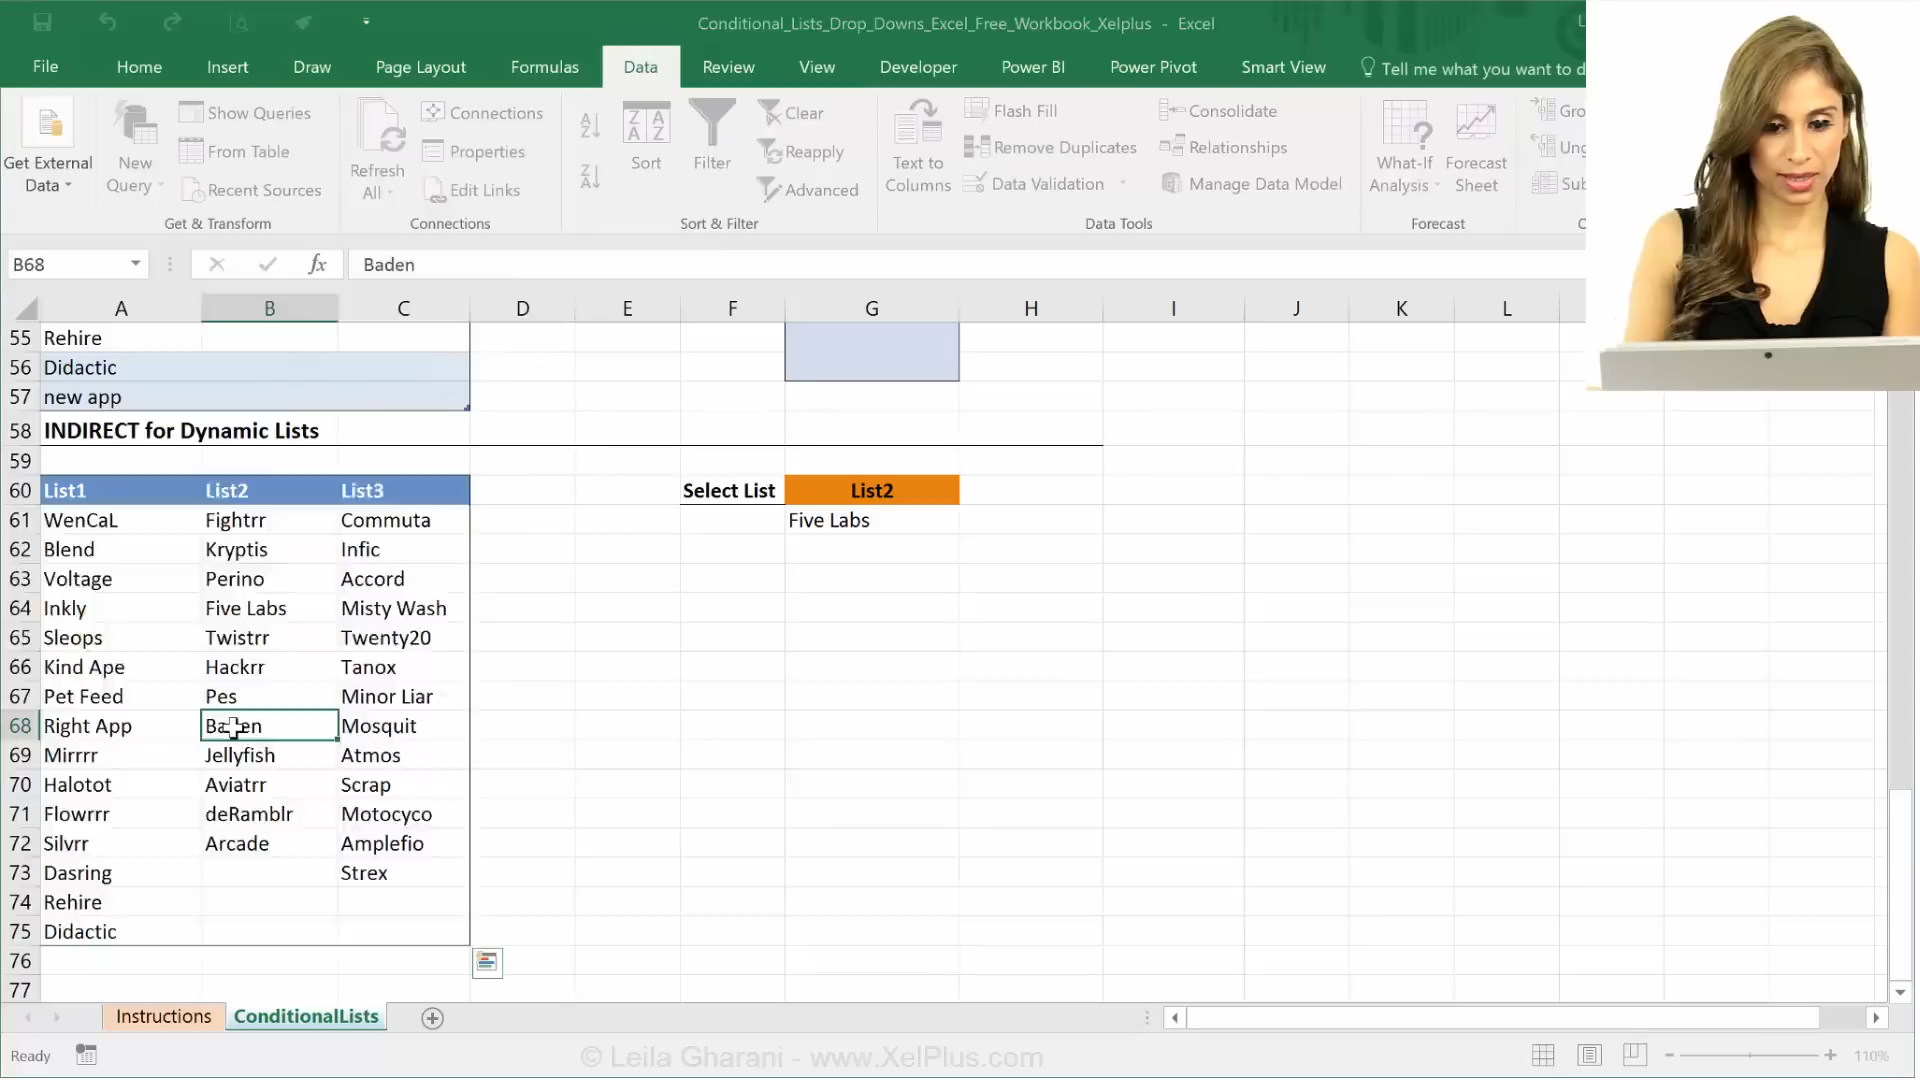 Conditional_Lists_Drop_Downs_Excel_Free_Workbook_Xelplus - Excel
File Home Insert Draw Page Layout Formulas Data Review View Developer Power BI Power Pivot Smart View Tell me what you want to d
Get External Data
New Query
Show Queries
From Table
Recent Sources
Get & Transform
Refresh All
Connections
Properties
Edit Links
Connections
Sort
Filter
Clear
Reapply
Advanced
Sort & Filter
Text to Columns
Flash Fill
Remove Duplicates
Data Validation
Consolidate
Relationships
Manage Data Model
Data Tools
What-If Analysis
Forecast Sheet
Forecast
Gro
Ung
Sub
B68 fx Baden
A B C D E F G H I J K L
55 Rehire
56 Didactic
57 new app
58 INDIRECT for Dynamic Lists
59
60 List1 List2 List3 Select List List2
61 WenCaL Fightrr Commuta Five Labs
62 Blend Kryptis Infic
63 Voltage Perino Accord
64 Inkly Five Labs Misty Wash
65 Sleops Twistrr Twenty20
66 Kind Ape Hackrr Tanox
67 Pet Feed Pes Minor Liar
68 Right App Baden Mosquit
69 Mirrrr Jellyfish Atmos
70 Halotot Aviatrr Scrap
71 Flowrrr deRamblr Motocyco
72 Silvrr Arcade Amplefio
73 Dasring Strex
74 Rehire
75 Didactic
76
77
Instructions ConditionalLists
Ready © Leila Gharani - www.XelPlus.com 110%